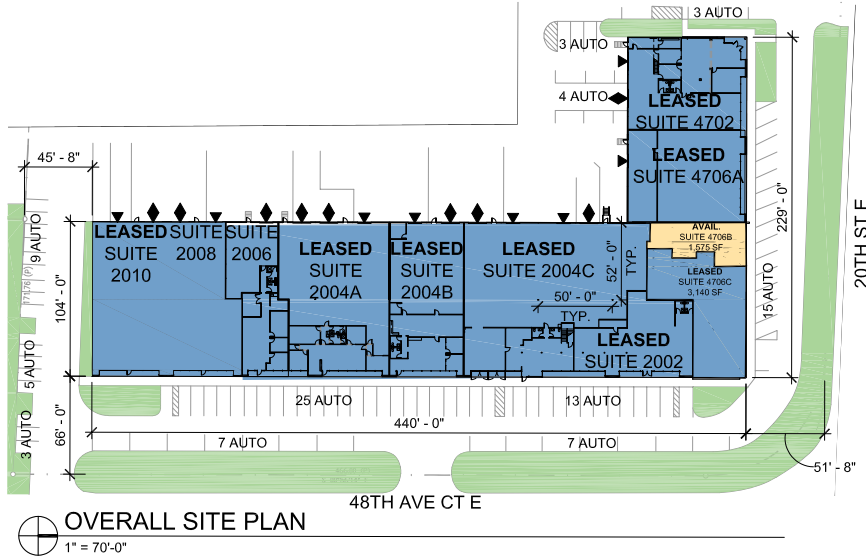 3 AUTO
3 AUTO
4 AUTO
LEASED
SUITE 4702
LEASED
SUITE 4706A
45' - 8"
229' - 0"
20TH ST E
9 AUTO
LEASED
SUITE
2010
SUITE
2008
SUITE
2006
LEASED
SUITE
2004A
LEASED
SUITE
2004B
LEASED
SUITE 2004C
52' - 0"
TYP.
AVAIL.
SUITE 4706B
1,575 SF
LEASED
SUITE 4706C
3,140 SF
104' - 0"
50' - 0"
TYP.
15 AUTO
LEASED
SUITE 2002
5 AUTO
3 AUTO
25 AUTO
13 AUTO
66' - 0"
440' - 0"
7 AUTO
7 AUTO
51' - 8"
48TH AVE CT E
OVERALL SITE PLAN
1" = 70'-0"